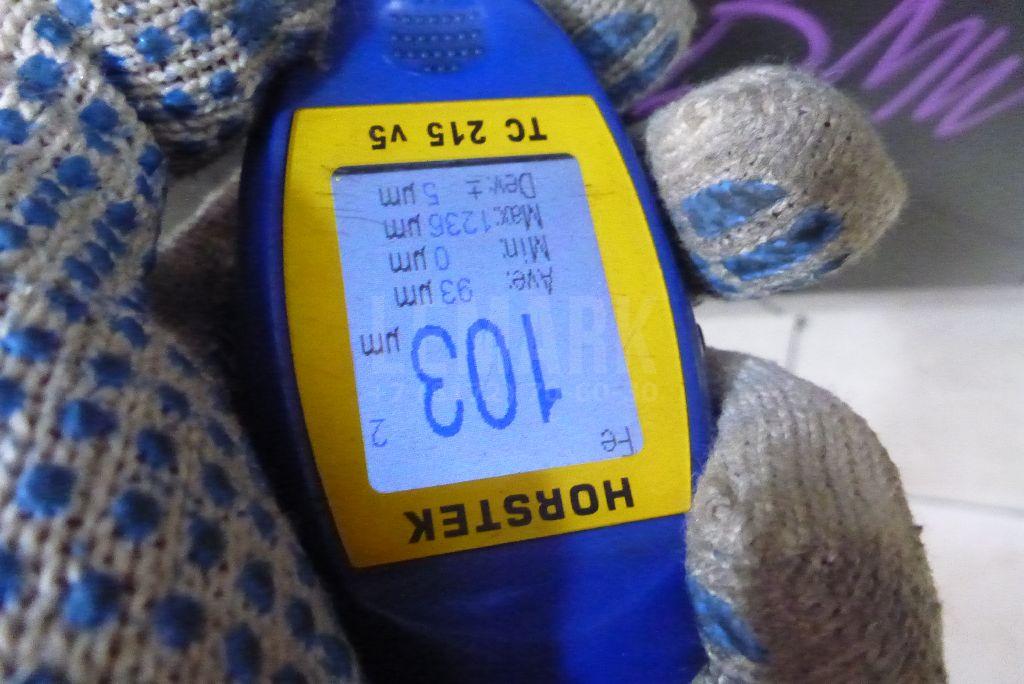 HORSTEK
Fe 2
103 µm
Ave: 93 µm
Min: 0 µm
Max:1236 µm
Dev: ± 5 µm
TC 215 v5
LEMARK